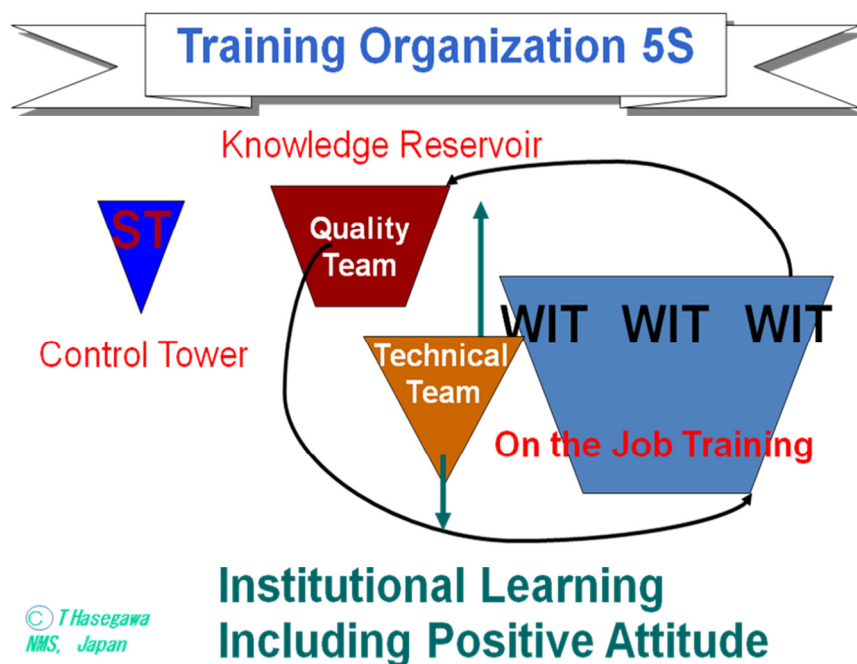 Training Organization 5S
Knowledge Reservoir
ST
Quality
Team
WIT WIT WIT
Control Tower
Technical
Team
On the Job Training
Institutional Learning
Including Positive Attitude
© T Hasegawa
NMS, Japan